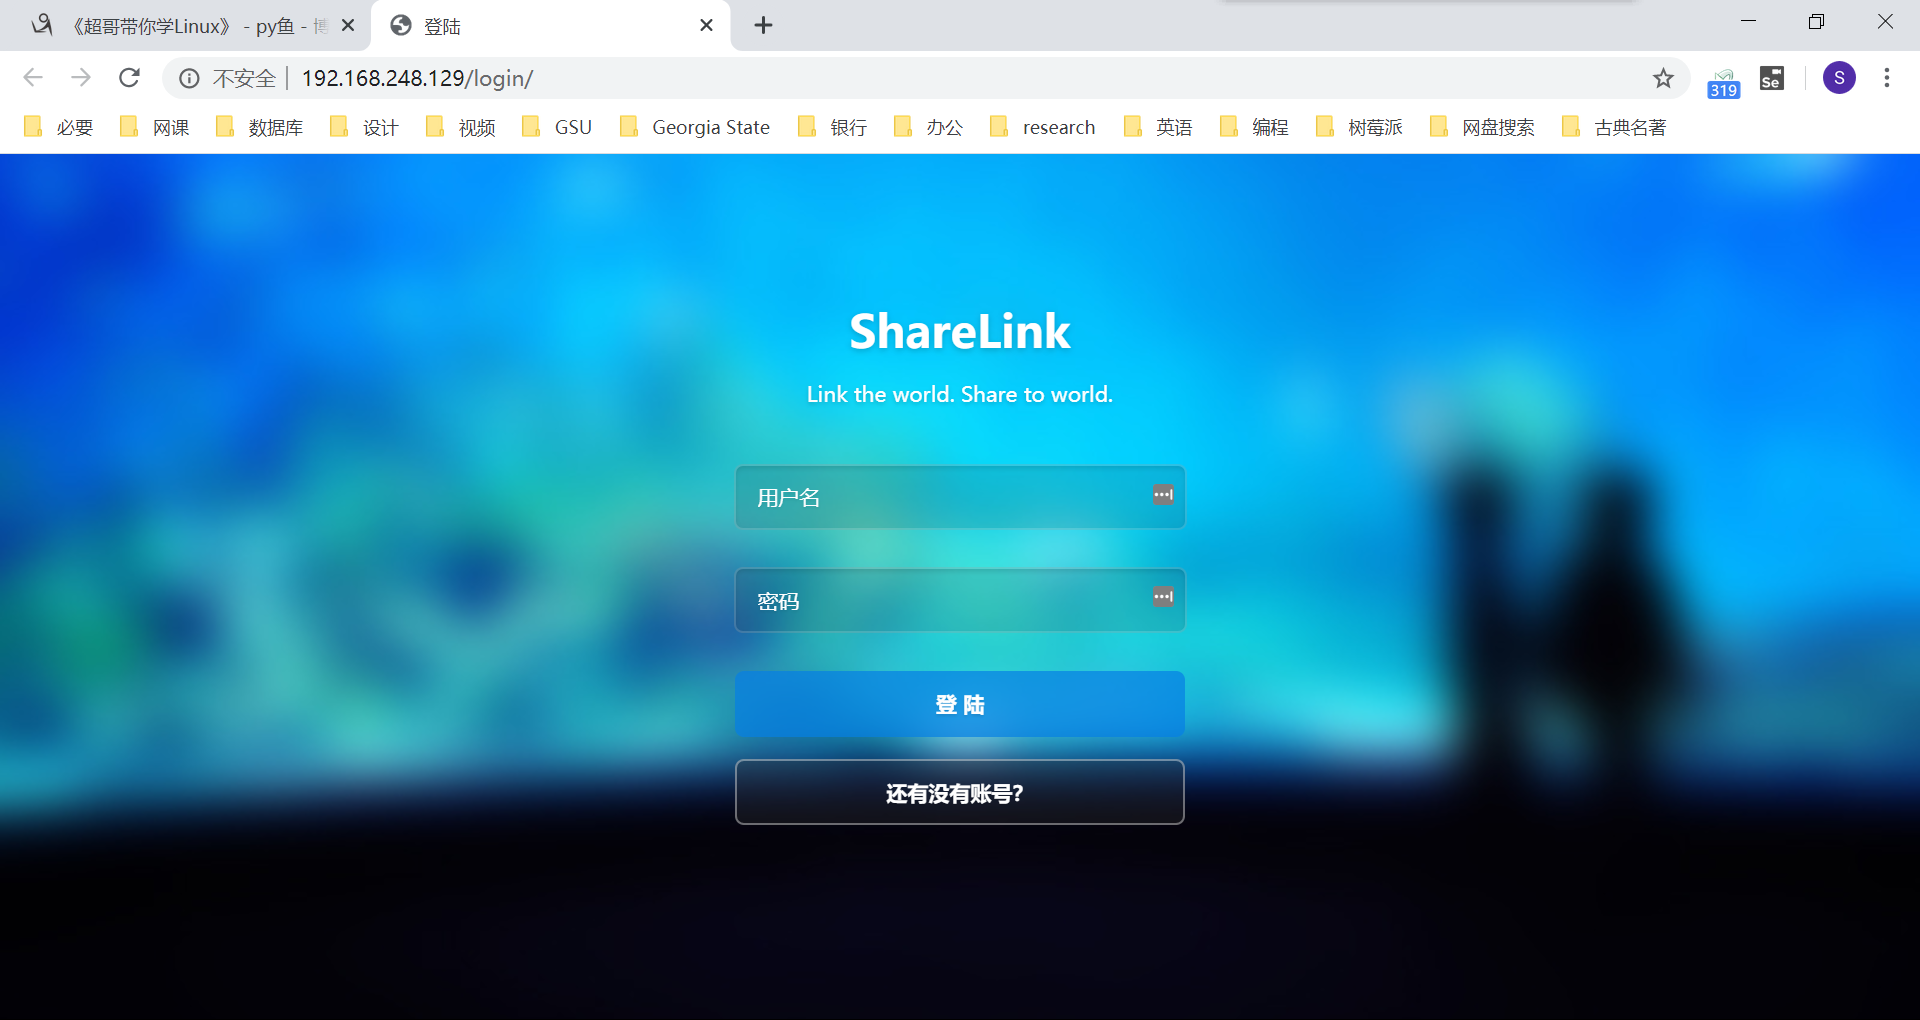 《超哥带你学Linux》 - py鱼 - 博
登陆
不安全 | 192.168.248.129/login/
319
Se
S
必要 网课 数据库 设计 视频 GSU Georgia State 银行 办公 research 英语 编程 树莓派 网盘搜索 古典名著
ShareLink
Link the world. Share to world.
用户名
密码
登 陆
还有没有账号?